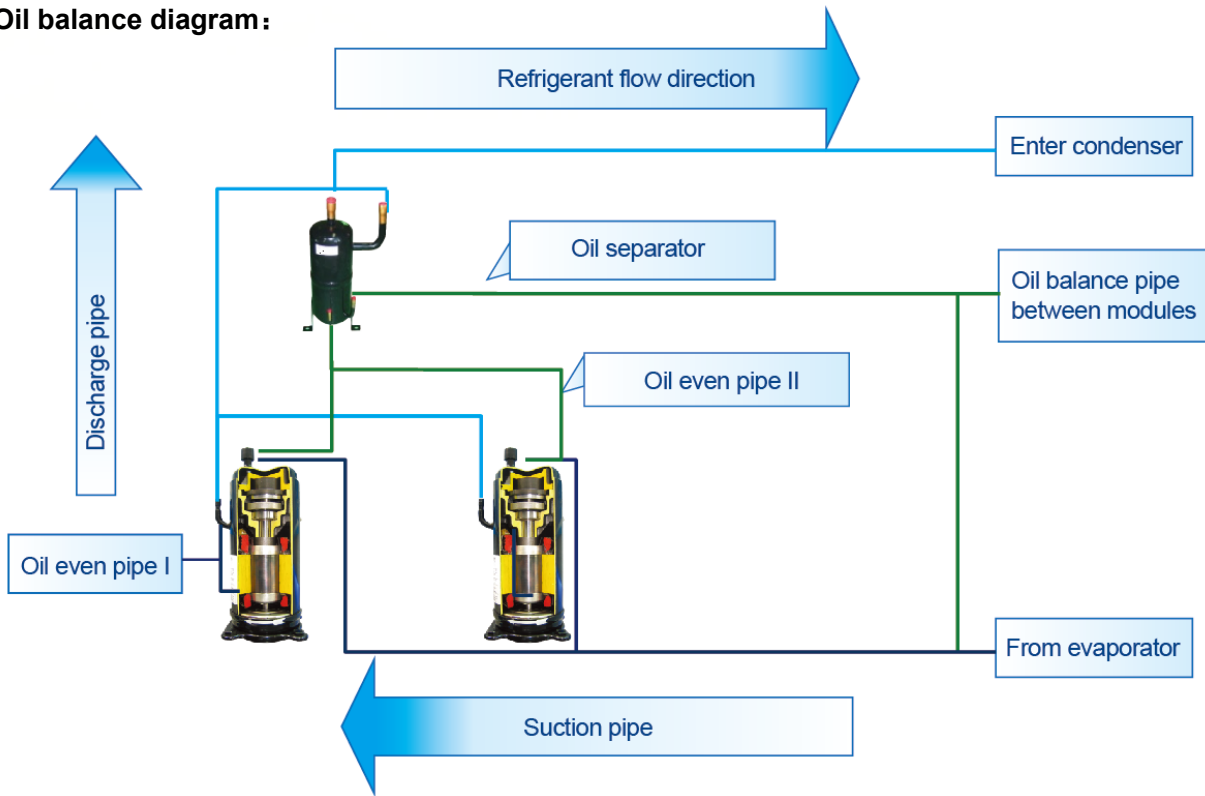 Oil balance diagram：
Refrigerant flow direction
Enter condenser
Oil separator
Oil balance pipe
between modules
Discharge pipe
Oil even pipe II
Oil even pipe I
From evaporator
Suction pipe